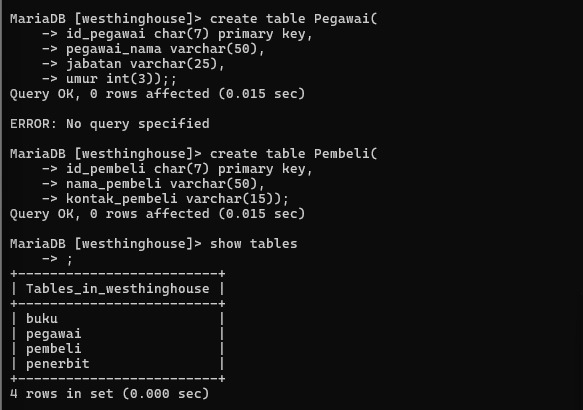 MariaDB [westhinghouse]> create table Pegawai(
    -> id_pegawai char(7) primary key,
    -> pegawai_nama varchar(50),
    -> jabatan varchar(25),
    -> umur int(3));;
Query OK, 0 rows affected (0.015 sec)

ERROR: No query specified

MariaDB [westhinghouse]> create table Pembeli(
    -> id_pembeli char(7) primary key,
    -> nama_pembeli varchar(50),
    -> kontak_pembeli varchar(15));
Query OK, 0 rows affected (0.015 sec)

MariaDB [westhinghouse]> show tables
    -> ;
+-------------------------+
| Tables_in_westhinghouse |
+-------------------------+
| buku                    |
| pegawai                 |
| pembeli                 |
| penerbit                |
+-------------------------+
4 rows in set (0.000 sec)